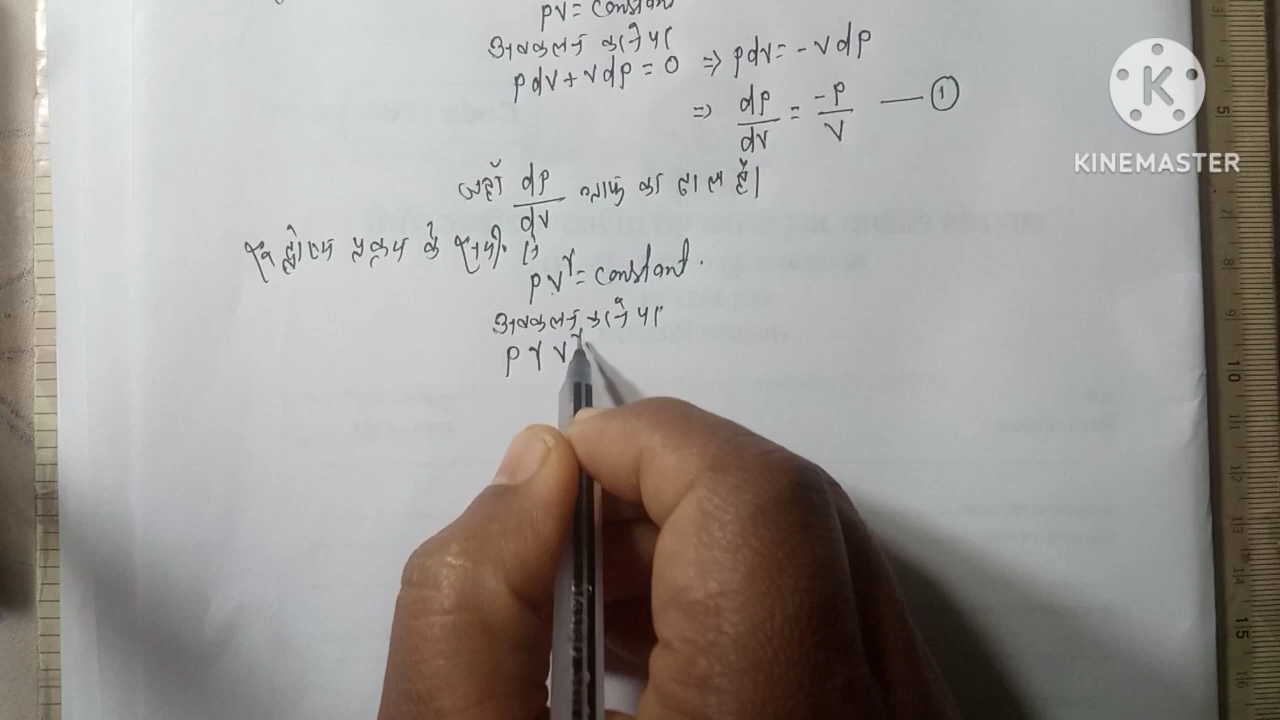 PV = Constant
अवकलन करने पर
Pdv + vdp = 0 ⇒ Pdv = - vdP
⇒ dP/dv = -P/V — ①
जहाँ dP/dv ग्राफ का ढाल है।
रुद्धोष्म प्रक्रम के समी. से
PV^γ = Constant.
अवकलन करने पर
P γ V^γ
KINEMASTER